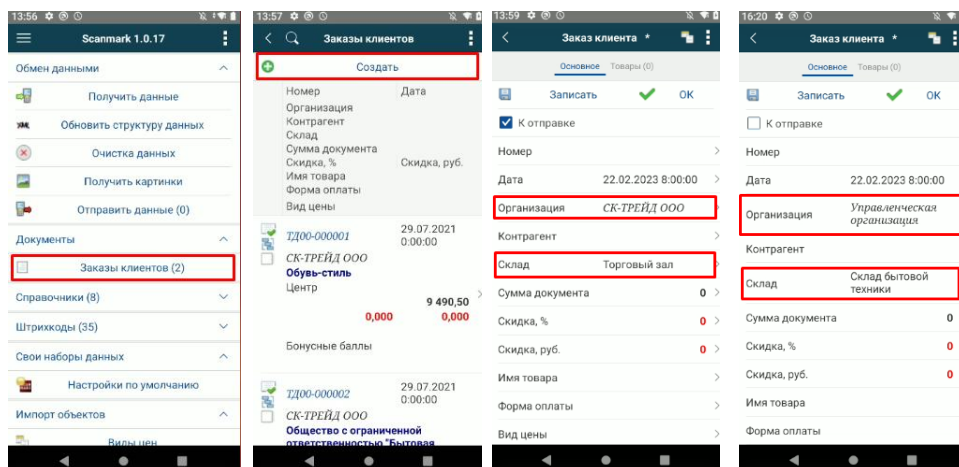 13:56
Scanmark 1.0.17
Обмен данными
Получить данные
XML Обновить структуру данных
Очистка данных
Получить картинки
Отправить данные (0)
Документы
Заказы клиентов (2)
Справочники (8)
Штрихкоды (35)
Свои наборы данных
Настройки по умолчанию
Импорт объектов
Виды цен
13:57
Заказы клиентов
Создать
Номер Дата
Организация
Контрагент
Склад
Сумма документа
Скидка, % Скидка, руб.
Имя товара
Форма оплаты
Вид цены
ТД00-000001 29.07.2021
0:00:00
СК-ТРЕЙД ООО
Обувь-стиль
Центр
9 490,50
0,000 0,000
Бонусные баллы
ТД00-000002 29.07.2021
0:00:00
СК-ТРЕЙД ООО
Общество с ограниченной
ответственностью "Бытовая
13:59
Заказ клиента *
Основное Товары (0)
Записать OK
К отправке
Номер
Дата 22.02.2023 8:00:00
Организация СК-ТРЕЙД ООО
Контрагент
Склад Торговый зал
Сумма документа 0
Скидка, % 0
Скидка, руб. 0
Имя товара
Форма оплаты
Вид цены
16:20
Заказ клиента *
Основное Товары (0)
Записать OK
К отправке
Номер
Дата 22.02.2023 8:00:00
Организация Управленческая
организация
Контрагент
Склад Склад бытовой
техники
Сумма документа 0
Скидка, % 0
Скидка, руб. 0
Имя товара
Форма оплаты